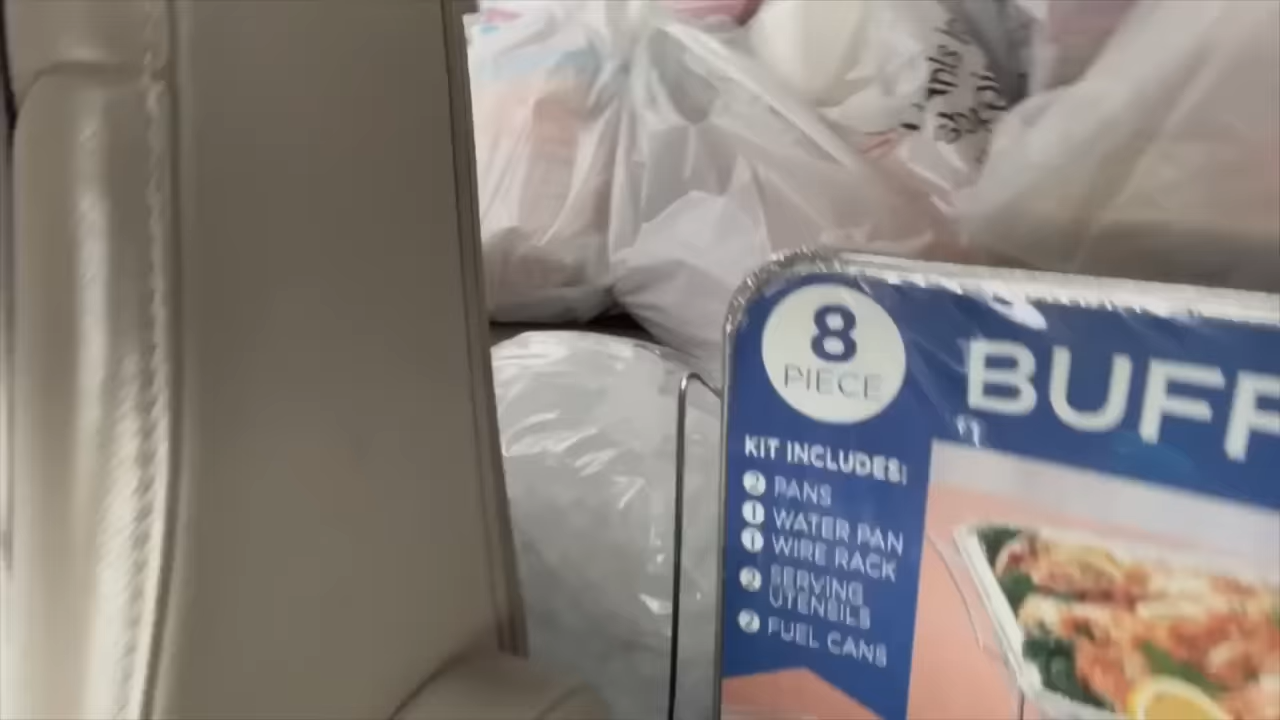 8
PIECE
BUFF
KIT INCLUDES:
2 PANS
1 WATER PAN
1 WIRE RACK
2 SERVING
UTENSILS
2 FUEL CANS